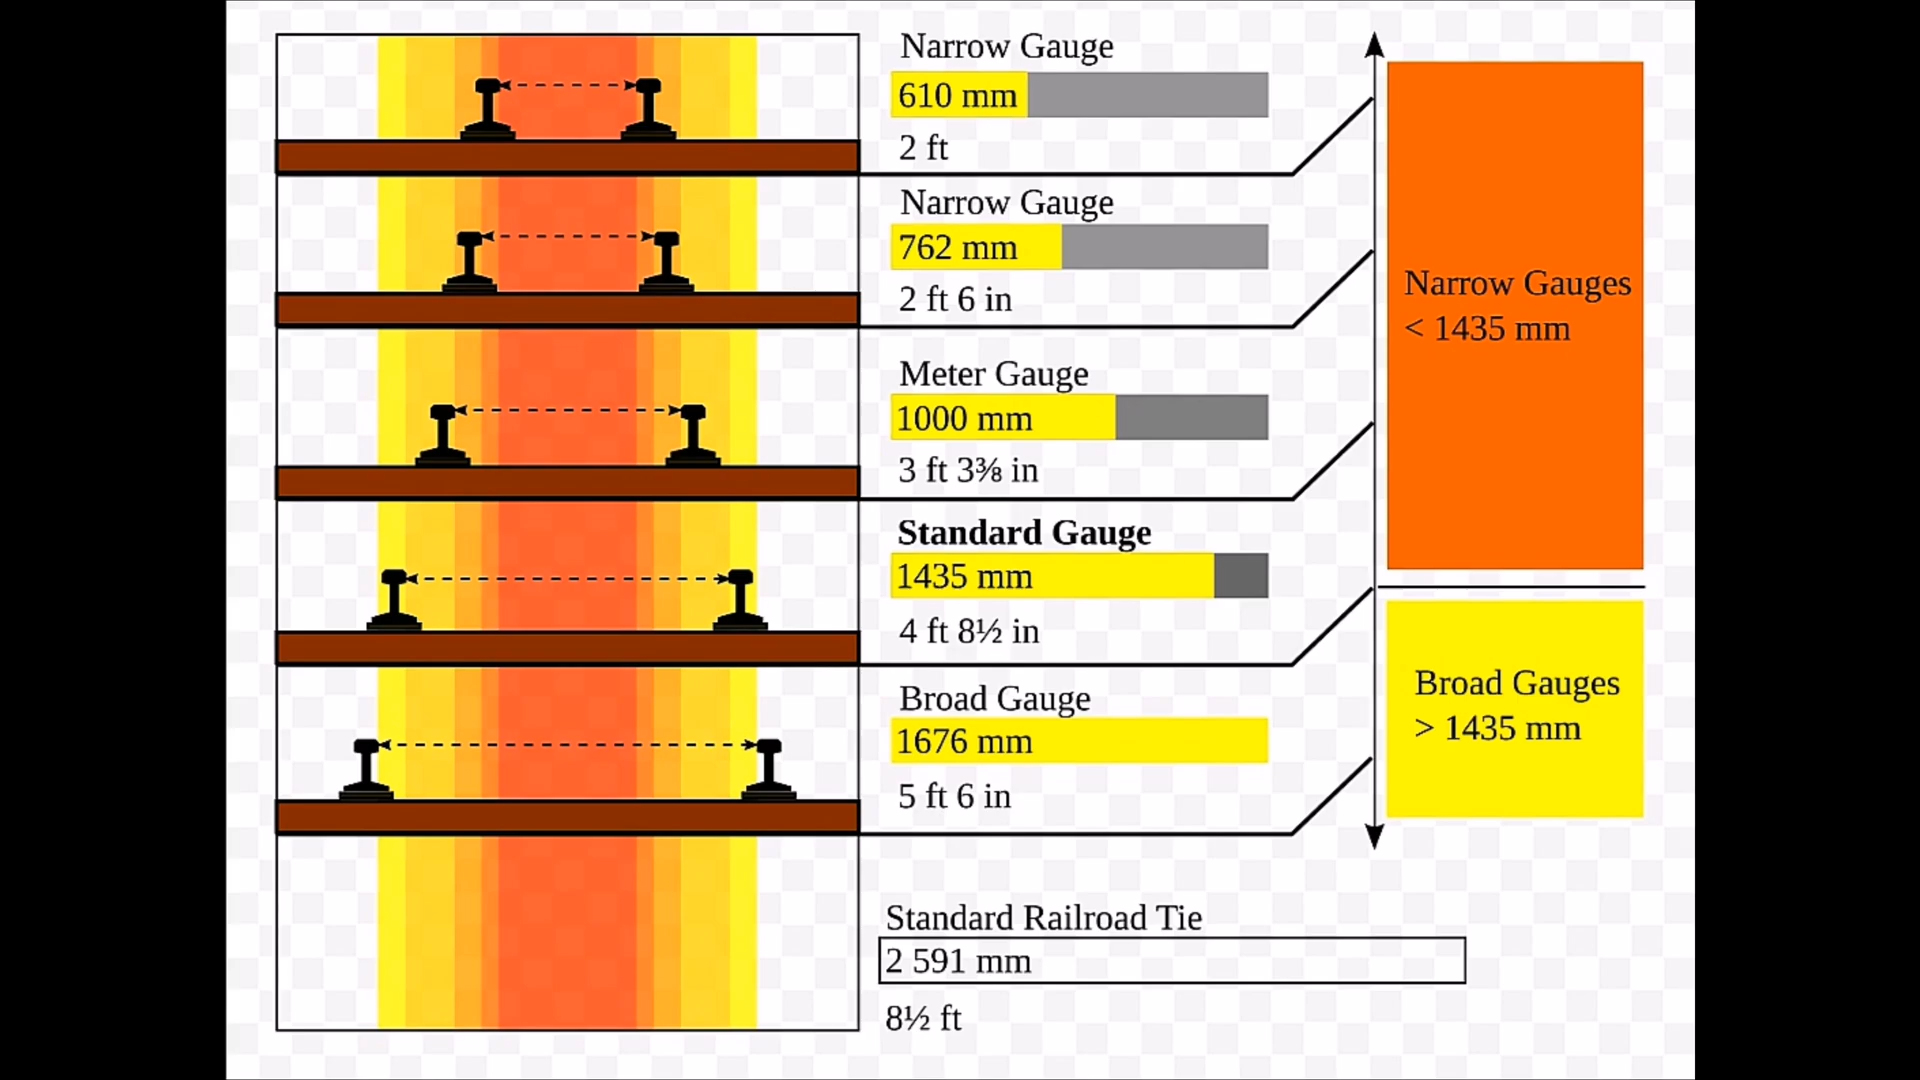 Narrow Gauge
610 mm
2 ft
Narrow Gauge
762 mm
2 ft 6 in
Meter Gauge
1000 mm
3 ft 3⅜ in
Standard Gauge
1435 mm
4 ft 8½ in
Broad Gauge
1676 mm
5 ft 6 in
Narrow Gauges
< 1435 mm
Broad Gauges
> 1435 mm
Standard Railroad Tie
2 591 mm
8½ ft